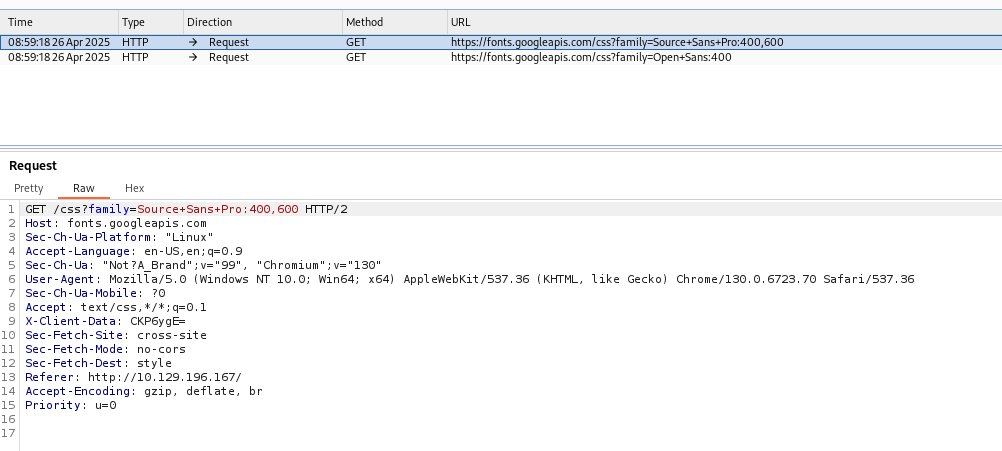 Time Type Direction Method URL
08:59:18 26 Apr 2025 HTTP → Request GET https://fonts.googleapis.com/css?family=Source+Sans+Pro:400,600
08:59:18 26 Apr 2025 HTTP → Request GET https://fonts.googleapis.com/css?family=Open+Sans:400
Request
Pretty Raw Hex
1 GET /css?family=Source+Sans+Pro:400,600 HTTP/2
2 Host: fonts.googleapis.com
3 Sec-Ch-Ua-Platform: "Linux"
4 Accept-Language: en-US,en;q=0.9
5 Sec-Ch-Ua: "Not?A_Brand";v="99", "Chromium";v="130"
6 User-Agent: Mozilla/5.0 (Windows NT 10.0; Win64; x64) AppleWebKit/537.36 (KHTML, like Gecko) Chrome/130.0.6723.70 Safari/537.36
7 Sec-Ch-Ua-Mobile: ?0
8 Accept: text/css,*/*;q=0.1
9 X-Client-Data: CKP6ygE=
10 Sec-Fetch-Site: cross-site
11 Sec-Fetch-Mode: no-cors
12 Sec-Fetch-Dest: style
13 Referer: http://10.129.196.167/
14 Accept-Encoding: gzip, deflate, br
15 Priority: u=0
16
17